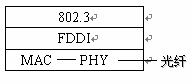 802.3
FDDI
MAC — PHY — 光纤